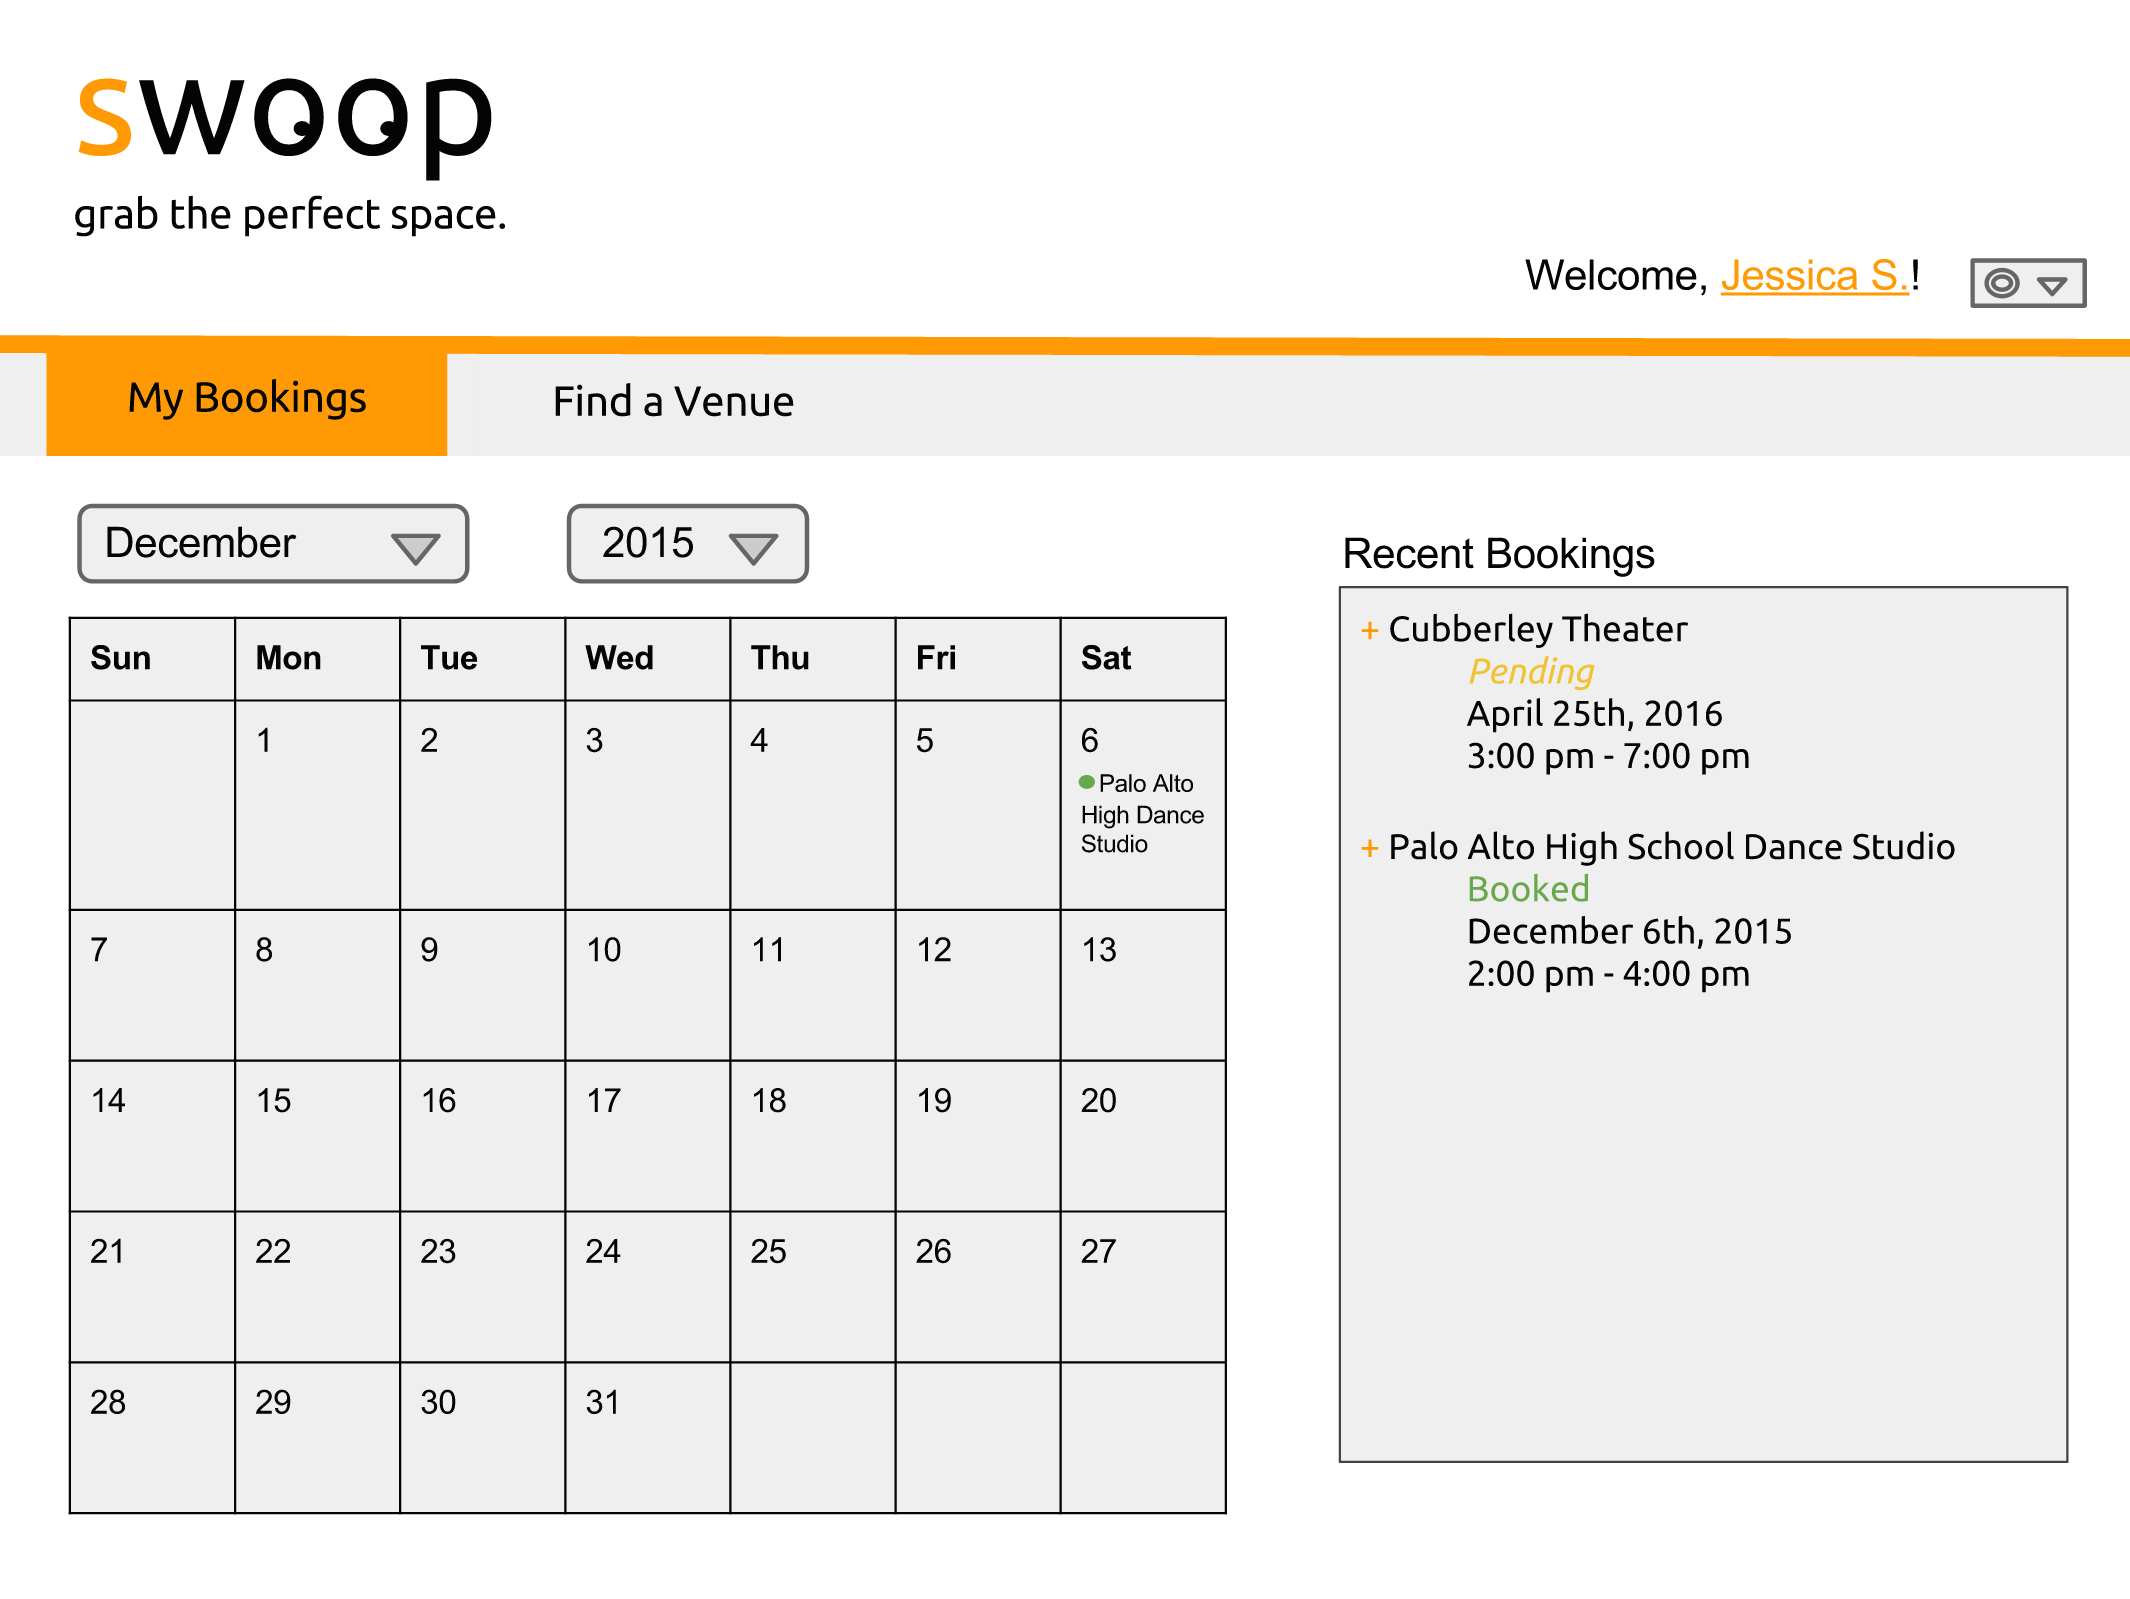 swoop
grab the perfect space.
Welcome, Jessica S.!
My Bookings
Find a Venue
December
2015
Sun Mon Tue Wed Thu Fri Sat
1 2 3 4 5 6
Palo Alto
High Dance
Studio
7 8 9 10 11 12 13
14 15 16 17 18 19 20
21 22 23 24 25 26 27
28 29 30 31
Recent Bookings
+ Cubberley Theater
Pending
April 25th, 2016
3:00 pm - 7:00 pm
+ Palo Alto High School Dance Studio
Booked
December 6th, 2015
2:00 pm - 4:00 pm